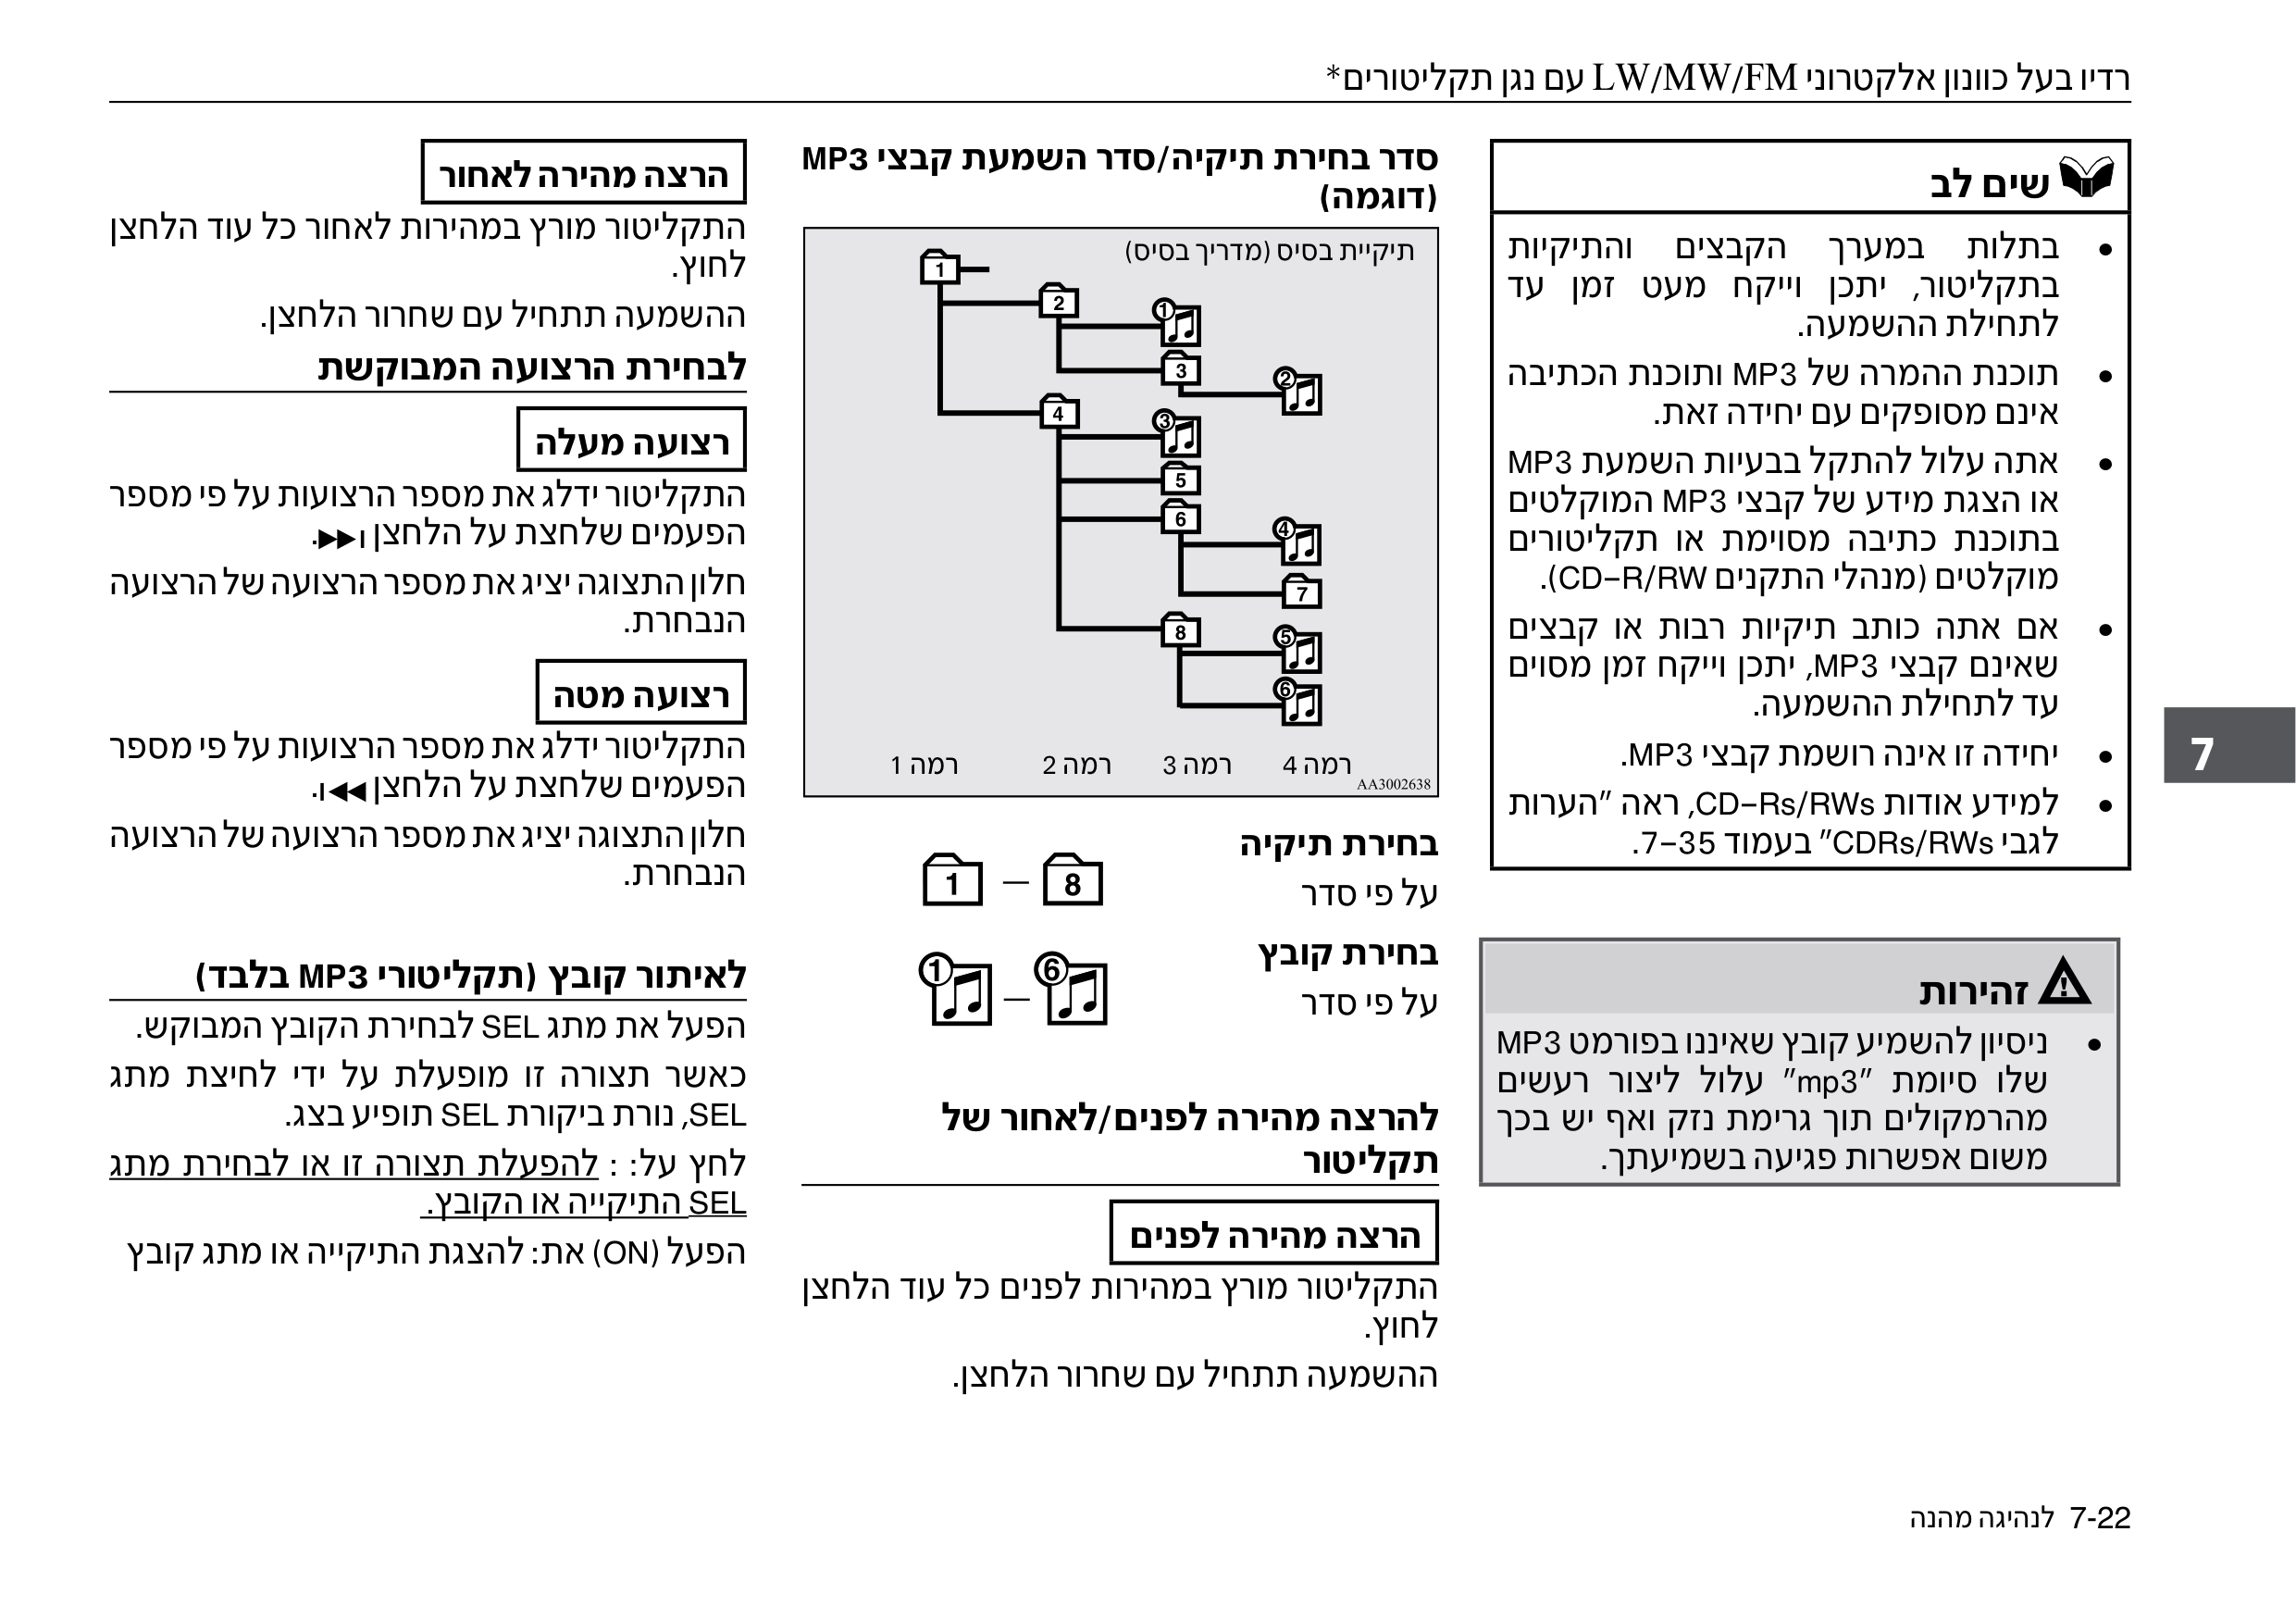 רדיו בעל כוונון אלקטרוני LW/MW/FM עם נגן תקליטורים*
שים לב
• בתלות במערך הקבצים והתיקיות
בתקליטור, יתכן וייקח מעט זמן עד
לתחילת ההשמעה.
• תוכנת ההמרה של MP3 ותוכנת הכתיבה
אינם מסופקים עם יחידה זאת.
• אתה עלול להתקל בבעיות השמעת MP3
או הצגת מידע של קבצי MP3 המוקלטים
בתוכנת כתיבה מסוימת או תקליטורים
מוקלטים (מנהלי התקנים CD-R/RW).
• אם אתה כותב תיקיות רבות או קבצים
שאינם קבצי MP3, יתכן וייקח זמן מסוים
עד לתחילת ההשמעה.
• יחידה זו אינה רושמת קבצי MP3.
• למידע אודות CD-Rs/RWs, ראה "הערות
לגבי CDRs/RWs" בעמוד 7-35.
זהירות
• ניסיון להשמיע קובץ שאיננו בפורמט MP3
שלו סיומת "mp3" עלול ליצור רעשים
מהרמקולים תוך גרימת נזק ואף יש בכך
משום אפשרות פגיעה בשמיעתך.
סדר בחירת תיקיה/סדר השמעת קבצי MP3
(דוגמה)
תיקיית בסיס (מדריך בסיס)
1
2
1
3
2
4
3
5
6
4
7
8
5
6
רמה 1 רמה 2 רמה 3 רמה 4
AA3002638
בחירת תיקיה
1 – 8
על פי סדר
בחירת קובץ
1 – 6
על פי סדר
להרצה מהירה לפנים/לאחור של
תקליטור
הרצה מהירה לפנים
התקליטור מורץ במהירות לפנים כל עוד הלחצן
לחוץ.
ההשמעה תתחיל עם שחרור הלחצן.
הרצה מהירה לאחור
התקליטור מורץ במהירות לאחור כל עוד הלחצן
לחוץ.
ההשמעה תתחיל עם שחרור הלחצן.
לבחירת הרצועה המבוקשת
רצועה מעלה
התקליטור ידלג את מספר הרצועות על פי מספר
הפעמים שלחצת על הלחצן ▶▶ı.
חלון התצוגה יציג את מספר הרצועה של הרצועה
הנבחרת.
רצועה מטה
התקליטור ידלג את מספר הרצועות על פי מספר
הפעמים שלחצת על הלחצן ı◀◀.
חלון התצוגה יציג את מספר הרצועה של הרצועה
הנבחרת.
לאיתור קובץ (תקליטורי MP3 בלבד)
הפעל את מתג SEL לבחירת הקובץ המבוקש.
כאשר תצורה זו מופעלת על ידי לחיצת מתג
SEL, נורת ביקורת SEL תופיע בצג.
לחץ על: : להפעלת תצורה זו או לבחירת מתג
SEL התיקייה או הקובץ.
הפעל (ON) את: להצגת התיקייה או מתג קובץ
7
7-22 לנהיגה מהנה